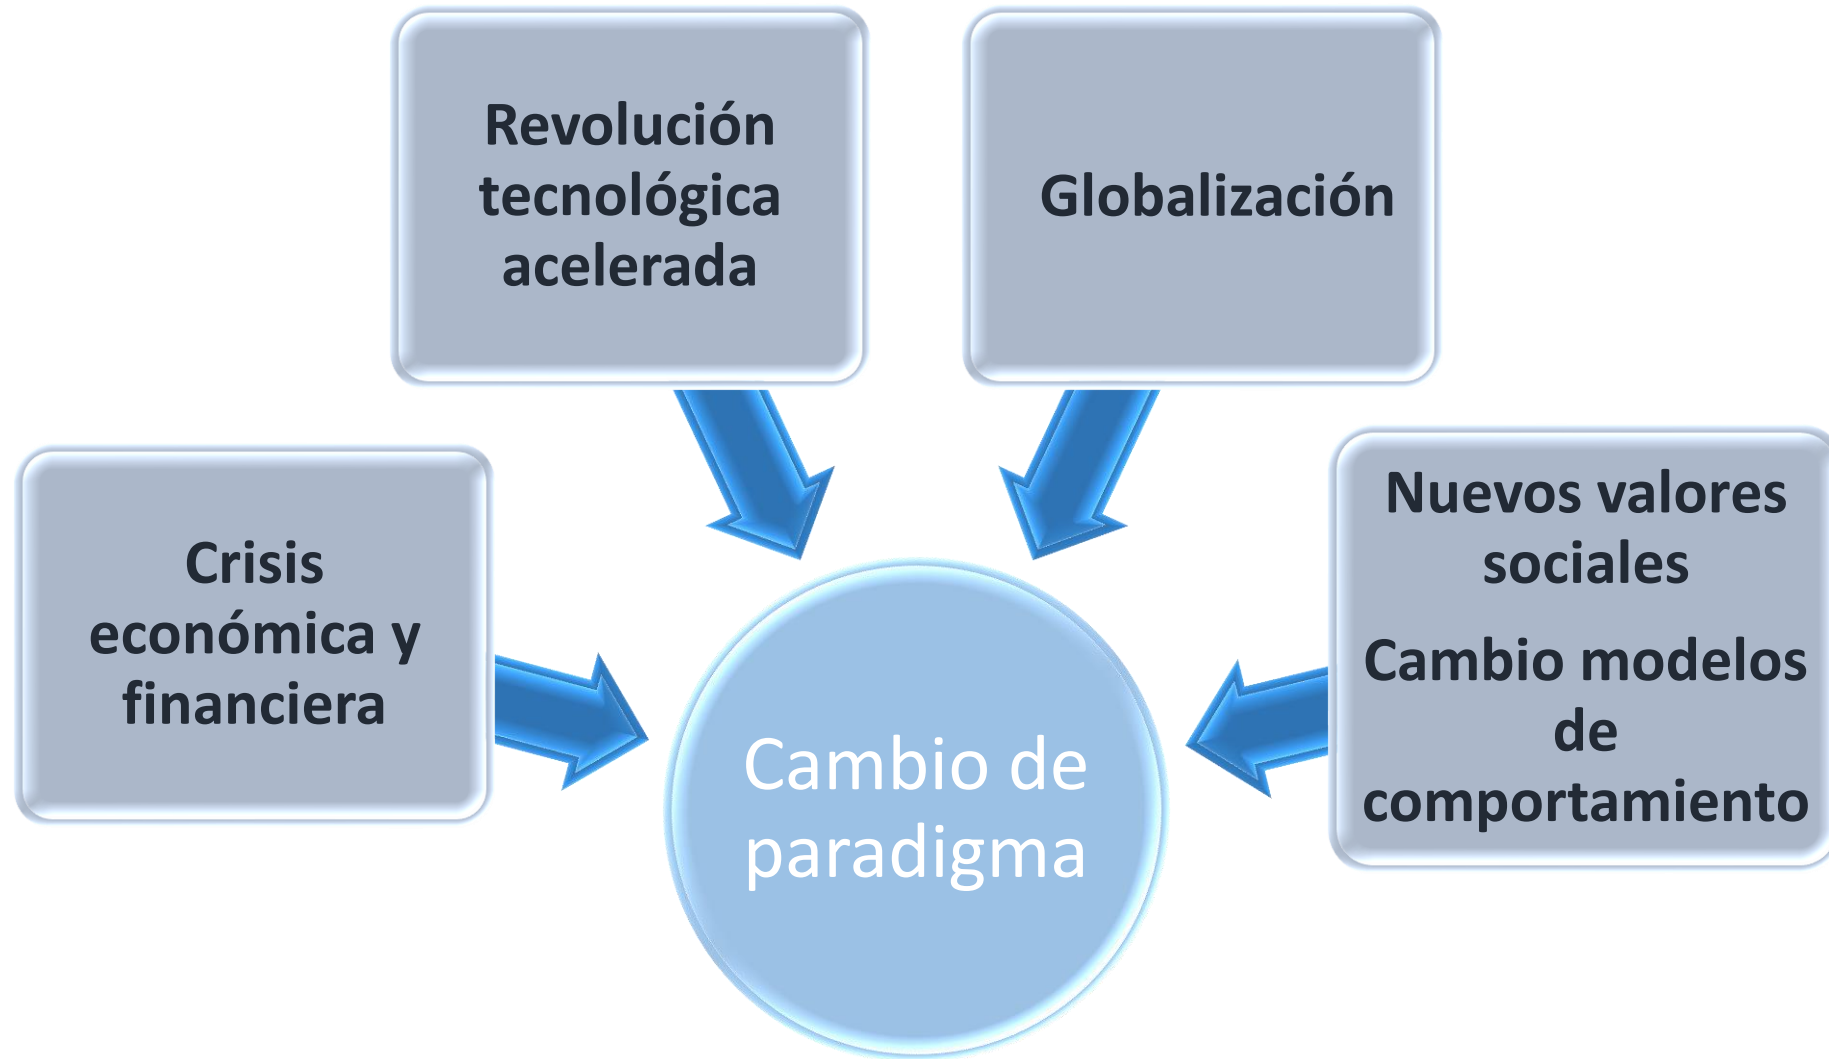 Revolución
tecnológica
acelerada
Globalización
Crisis
económica y
financiera
Nuevos valores
sociales
Cambio modelos
de
comportamiento
Cambio de
paradigma